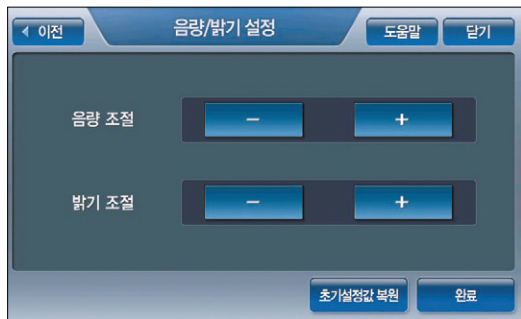 이전 음량/밝기 설정 도움말 닫기
음량 조절 － +
밝기 조절 － +
초기설정값 복원 완료